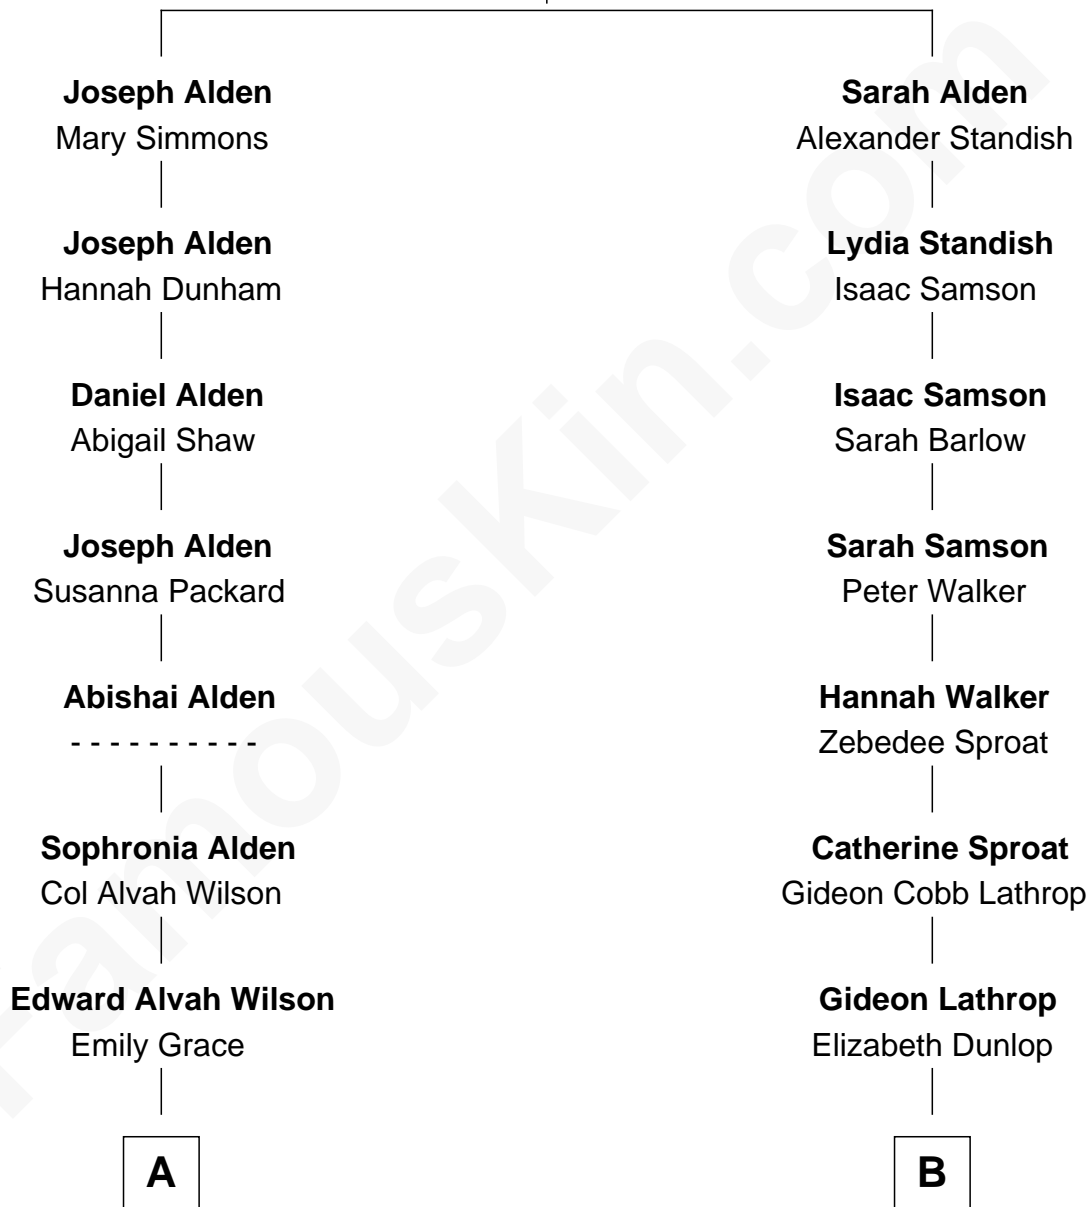 Joseph Alden
Mary Simmons
Joseph Alden
Hannah Dunham
Daniel Alden
Abigail Shaw
Joseph Alden
Susanna Packard
Abishai Alden
- - - - - - - - - -
Sophronia Alden
Col Alvah Wilson
Edward Alvah Wilson
Emily Grace
A
Sarah Alden
Alexander Standish
Lydia Standish
Isaac Samson
Isaac Samson
Sarah Barlow
Sarah Samson
Peter Walker
Hannah Walker
Zebedee Sproat
Catherine Sproat
Gideon Cobb Lathrop
Gideon Lathrop
Elizabeth Dunlop
B
FamousKin.com